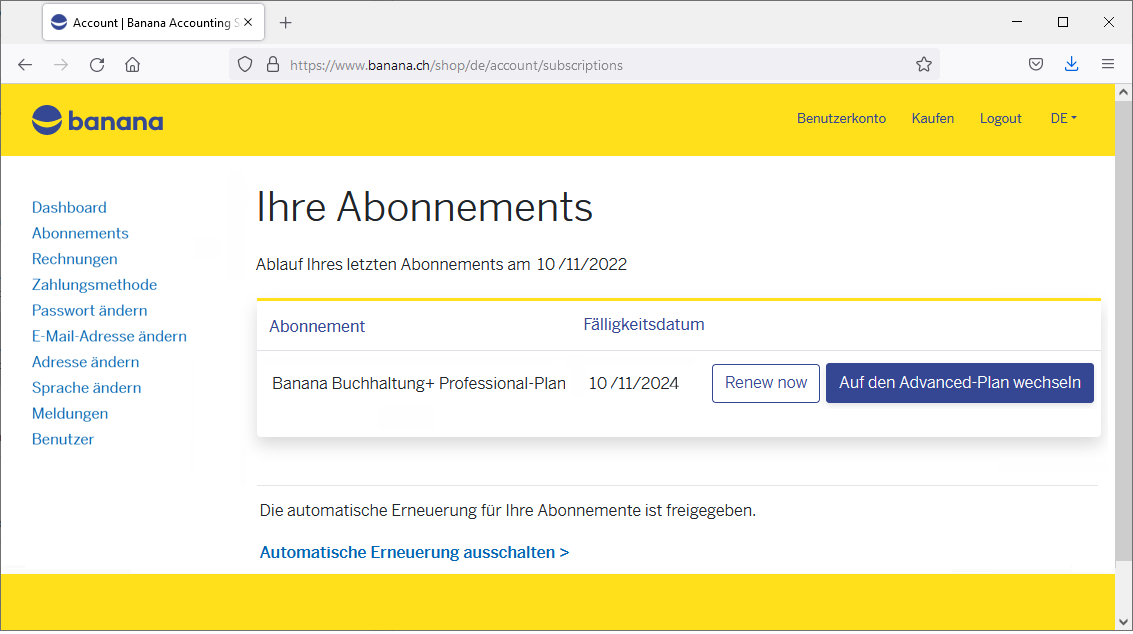 Account | Banana Accounting S
https://www.banana.ch/shop/de/account/subscriptions
banana
Benutzerkonto Kaufen Logout DE
Dashboard
Abonnements
Rechnungen
Zahlungsmethode
Passwort ändern
E-Mail-Adresse ändern
Adresse ändern
Sprache ändern
Meldungen
Benutzer
Ihre Abonnements
Ablauf Ihres letzten Abonnements am 10 /11/2022
Abonnement Fälligkeitsdatum
Banana Buchhaltung+ Professional-Plan 10 /11/2024 Renew now Auf den Advanced-Plan wechseln
Die automatische Erneuerung für Ihre Abonnemente ist freigegeben.
Automatische Erneuerung ausschalten >